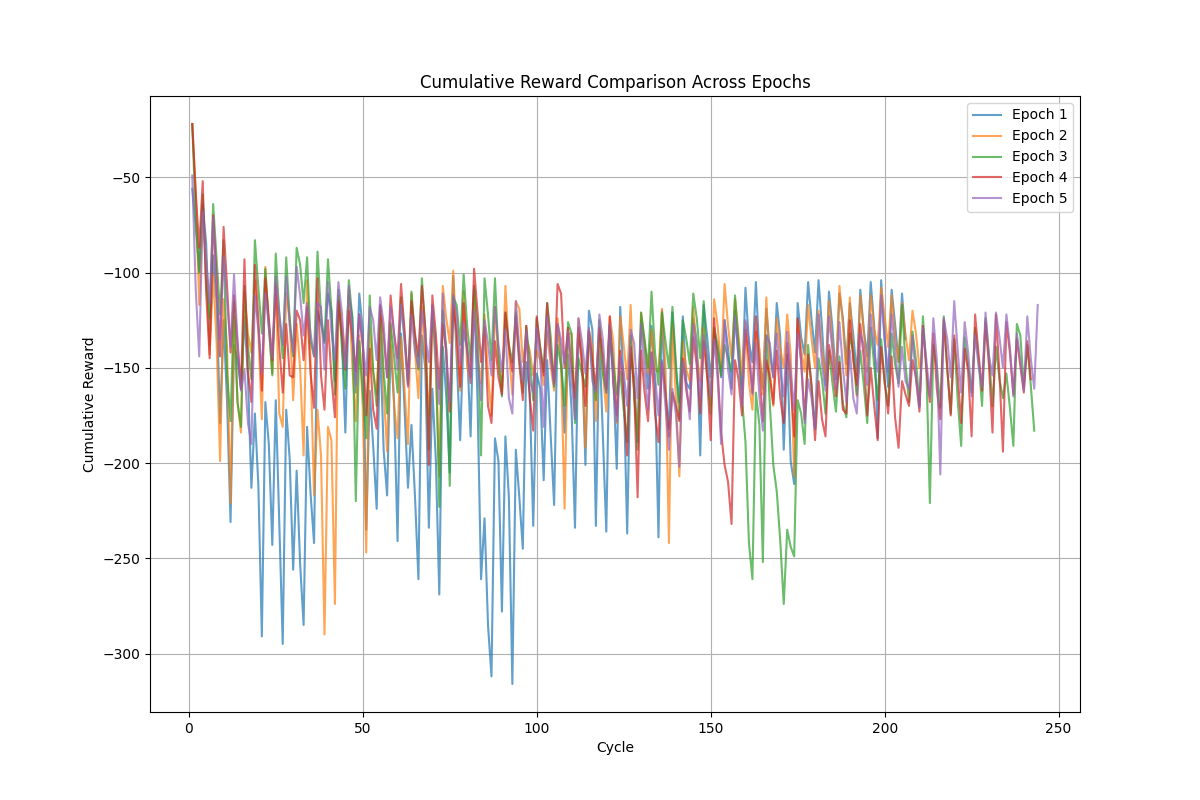 Cumulative Reward Comparison Across Epochs
Epoch 1
Epoch 2
Epoch 3
Epoch 4
Epoch 5
Cumulative Reward
−50
−100
−150
−200
−250
−300
0 50 100 150 200 250
Cycle